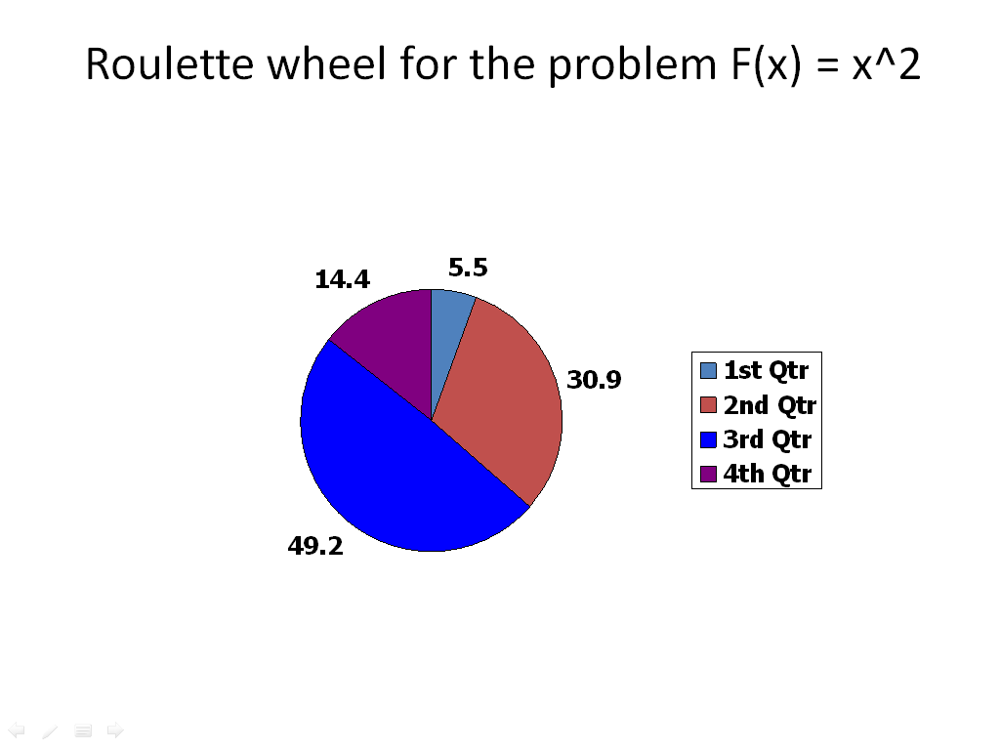 Roulette wheel for the problem F(x) = x^2
5.5
14.4
30.9
49.2
1st Qtr
2nd Qtr
3rd Qtr
4th Qtr